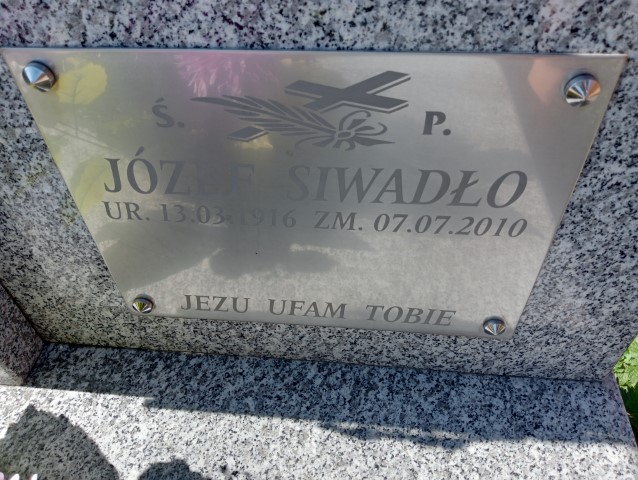 Ś. P.
JÓZEF SIWADŁO
UR. 13.03.1916 ZM. 07.07.2010
JEZU UFAM TOBIE